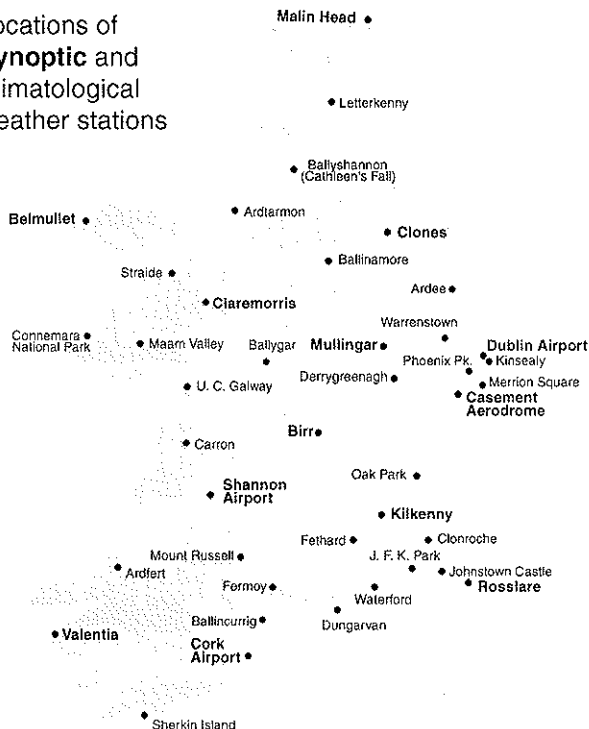 ocations of
ynoptic and
imatological
eather stations
Malin Head
Letterkenny
Ballyshannon
(Cathleen's Fall)
Belmullet
Ardtarmon
Clones
Ballinamore
Straide
Ardee
Claremorris
Warrenstown
Connemara
National Park
Maam Valley
Ballygar
Mullingar
Dublin Airport
Phoenix Pk.
Kinsealy
Derrygreenagh
Merrion Square
U. C. Galway
Casement
Aerodrome
Birr
Carron
Oak Park
Shannon
Airport
Kilkenny
Fethard
Clonroche
Mount Russell
J. F. K. Park
Ardfert
Johnstown Castle
Fermoy
Rosslare
Waterford
Ballincurrig
Dungarvan
Valentia
Cork
Airport
Sherkin Island